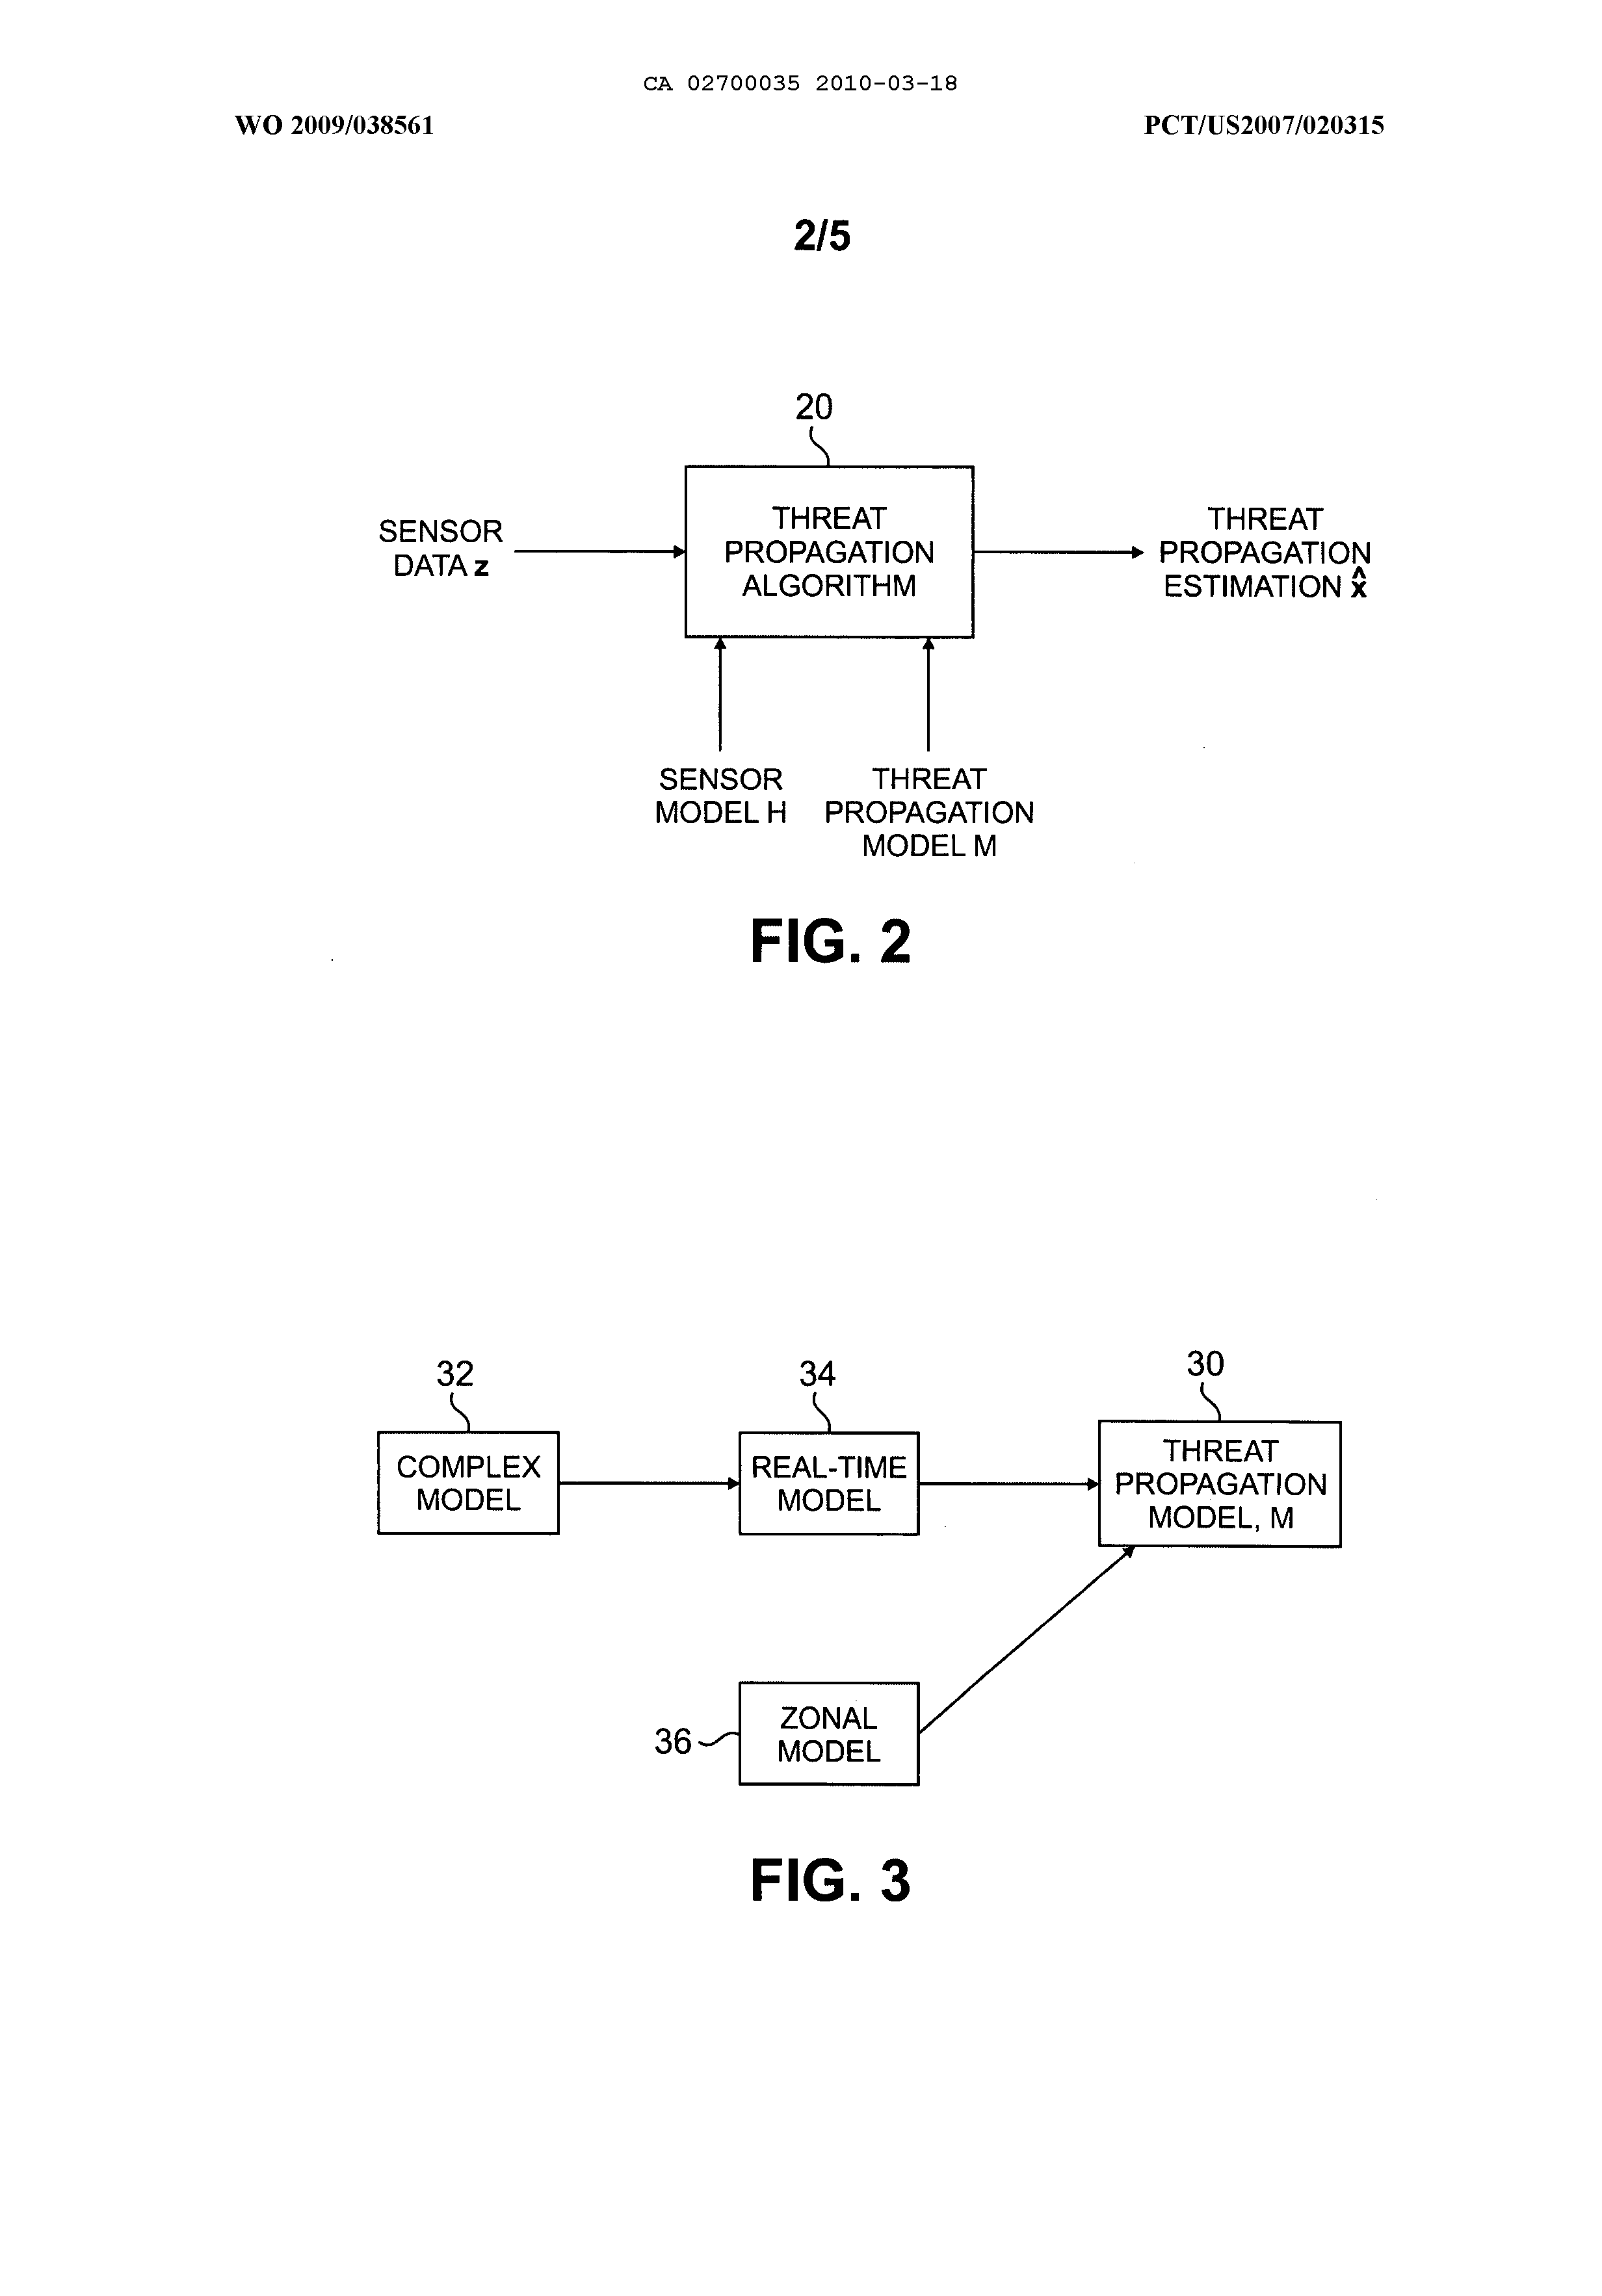 CA 02700035 2010-03-18
WO 2009/038561
PCT/US2007/020315
2/5
20
SENSOR
DATA z
THREAT
PROPAGATION
ALGORITHM
THREAT
PROPAGATION
ESTIMATION x̂
SENSOR
MODEL H
THREAT
PROPAGATION
MODEL M
FIG. 2
32
34
30
COMPLEX
MODEL
REAL-TIME
MODEL
THREAT
PROPAGATION
MODEL, M
36
ZONAL
MODEL
FIG. 3